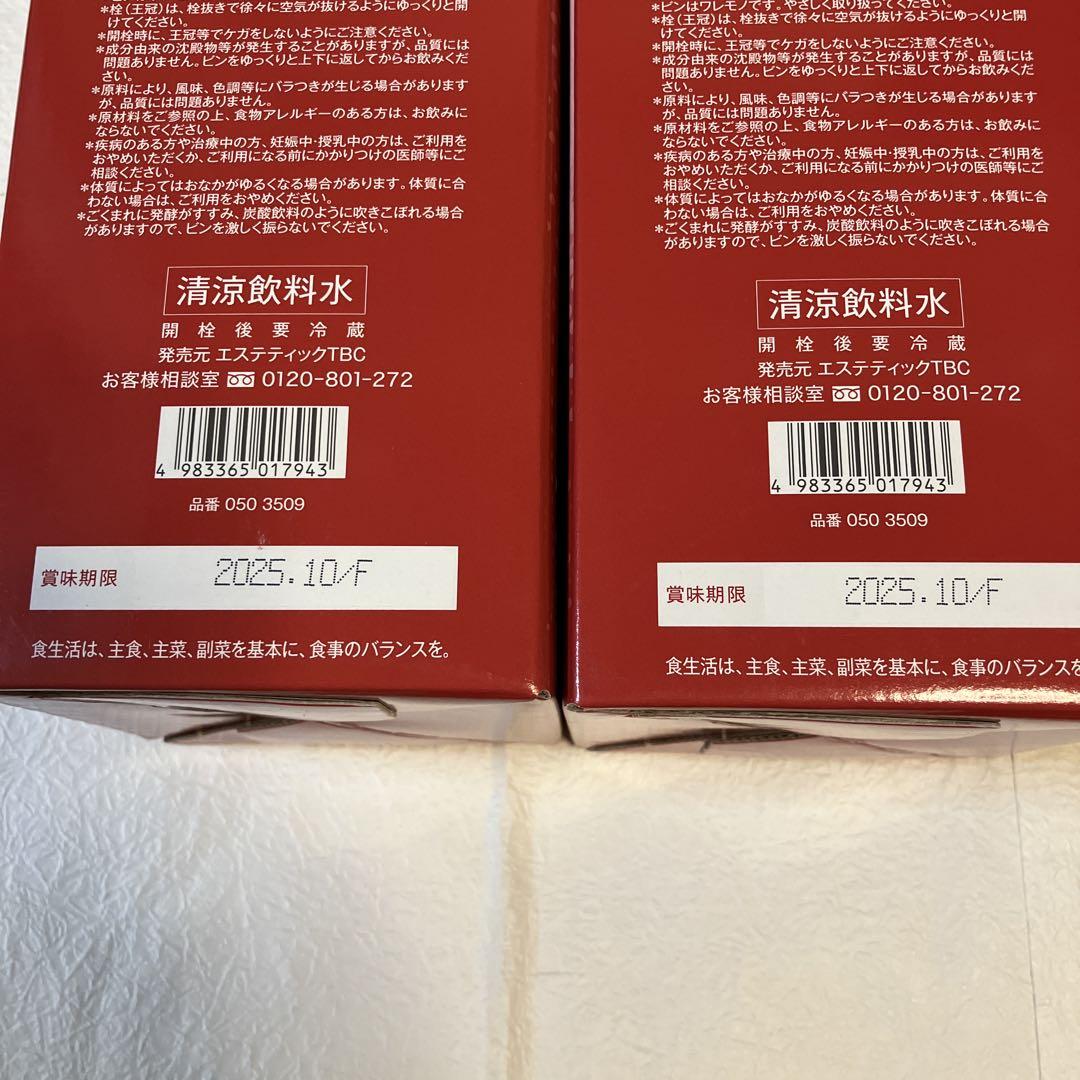 *栓(王冠)は、栓抜きで徐々に空気が抜けるようにゆっくりと開
けてください。
*開栓時に、王冠等でケガをしないようにご注意ください。
*成分由来の沈殿物等が発生することがありますが、品質には
問題ありません。ビンをゆっくりと上下に返してからお飲みくだ
さい。
*原料により、風味、色調等にバラつきが生じる場合があります
が、品質には問題ありません。
*原材料をご参照の上、食物アレルギーのある方は、お飲みに
ならないでください。
*疾病のある方や治療中の方、妊娠中・授乳中の方は、ご利用を
おやめいただくか、ご利用になる前にかかりつけの医師等にご
相談ください。
*体質によってはおなかがゆるくなる場合があります。体質に合
わない場合は、ご利用をおやめください。
*ごくまれに発酵がすすみ、炭酸飲料のように吹きこぼれる場合
がありますので、ビンを激しく振らないでください。
清涼飲料水
開栓後要冷蔵
発売元 エステティックTBC
お客様相談室 0120-801-272
4 983365 017943
品番 050 3509
賞味期限 2025.10/F
食生活は、主食、主菜、副菜を基本に、食事のバランスを。
*ビンはワレモノです。やさしく取り扱ってください。
*栓(王冠)は、栓抜きで徐々に空気が抜けるようにゆっくりと開
けてください。
*開栓時に、王冠等でケガをしないようにご注意ください。
*成分由来の沈殿物等が発生することがありますが、品質には
問題ありません。ビンをゆっくりと上下に返してからお飲みくだ
さい。
*原料により、風味、色調等にバラつきが生じる場合があります
が、品質には問題ありません。
*原材料をご参照の上、食物アレルギーのある方は、お飲みに
ならないでください。
*疾病のある方や治療中の方、妊娠中・授乳中の方は、ご利用を
おやめいただくか、ご利用になる前にかかりつけの医師等にご
相談ください。
*体質によってはおなかがゆるくなる場合があります。体質に合
わない場合は、ご利用をおやめください。
*ごくまれに発酵がすすみ、炭酸飲料のように吹きこぼれる場合
がありますので、ビンを激しく振らないでください。
清涼飲料水
開栓後要冷蔵
発売元 エステティックTBC
お客様相談室 0120-801-272
4 983365 017943
品番 050 3509
賞味期限 2025.10/F
食生活は、主食、主菜、副菜を基本に、食事のバランスを